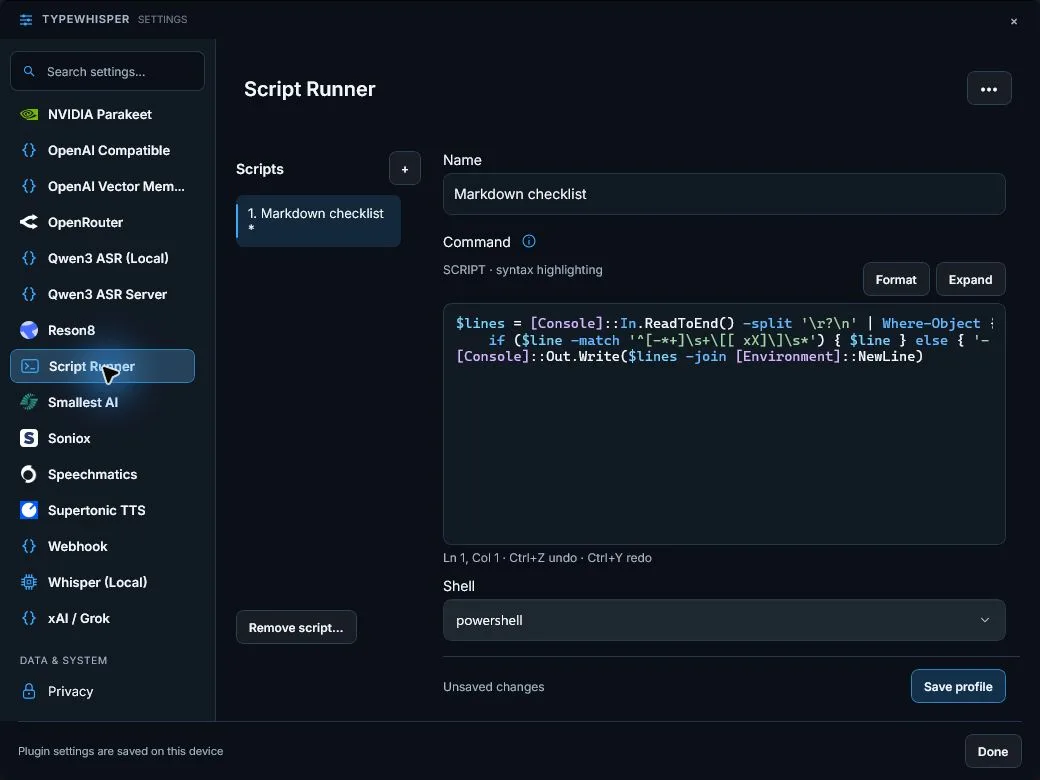 TYPEWHISPER SETTINGS
×
Search settings...
NVIDIA Parakeet
OpenAI Compatible
OpenAI Vector Mem...
OpenRouter
Qwen3 ASR (Local)
Qwen3 ASR Server
Reson8
Script Runner
Smallest AI
Soniox
Speechmatics
Supertonic TTS
Webhook
Whisper (Local)
xAI / Grok
DATA & SYSTEM
Privacy
Script Runner
•••
Scripts
+
1. Markdown checklist
*
Remove script...
Name
Markdown checklist
Command
SCRIPT · syntax highlighting
Format
Expand
$lines = [Console]::In.ReadToEnd() -split '\r?\n' | Where-Object {
if ($line -match '^[-*+]\s+\[[ xX]\]\s*') { $line } else { '-
[Console]::Out.Write($lines -join [Environment]::NewLine)
Ln 1, Col 1 · Ctrl+Z undo · Ctrl+Y redo
Shell
powershell
Unsaved changes
Save profile
Plugin settings are saved on this device
Done